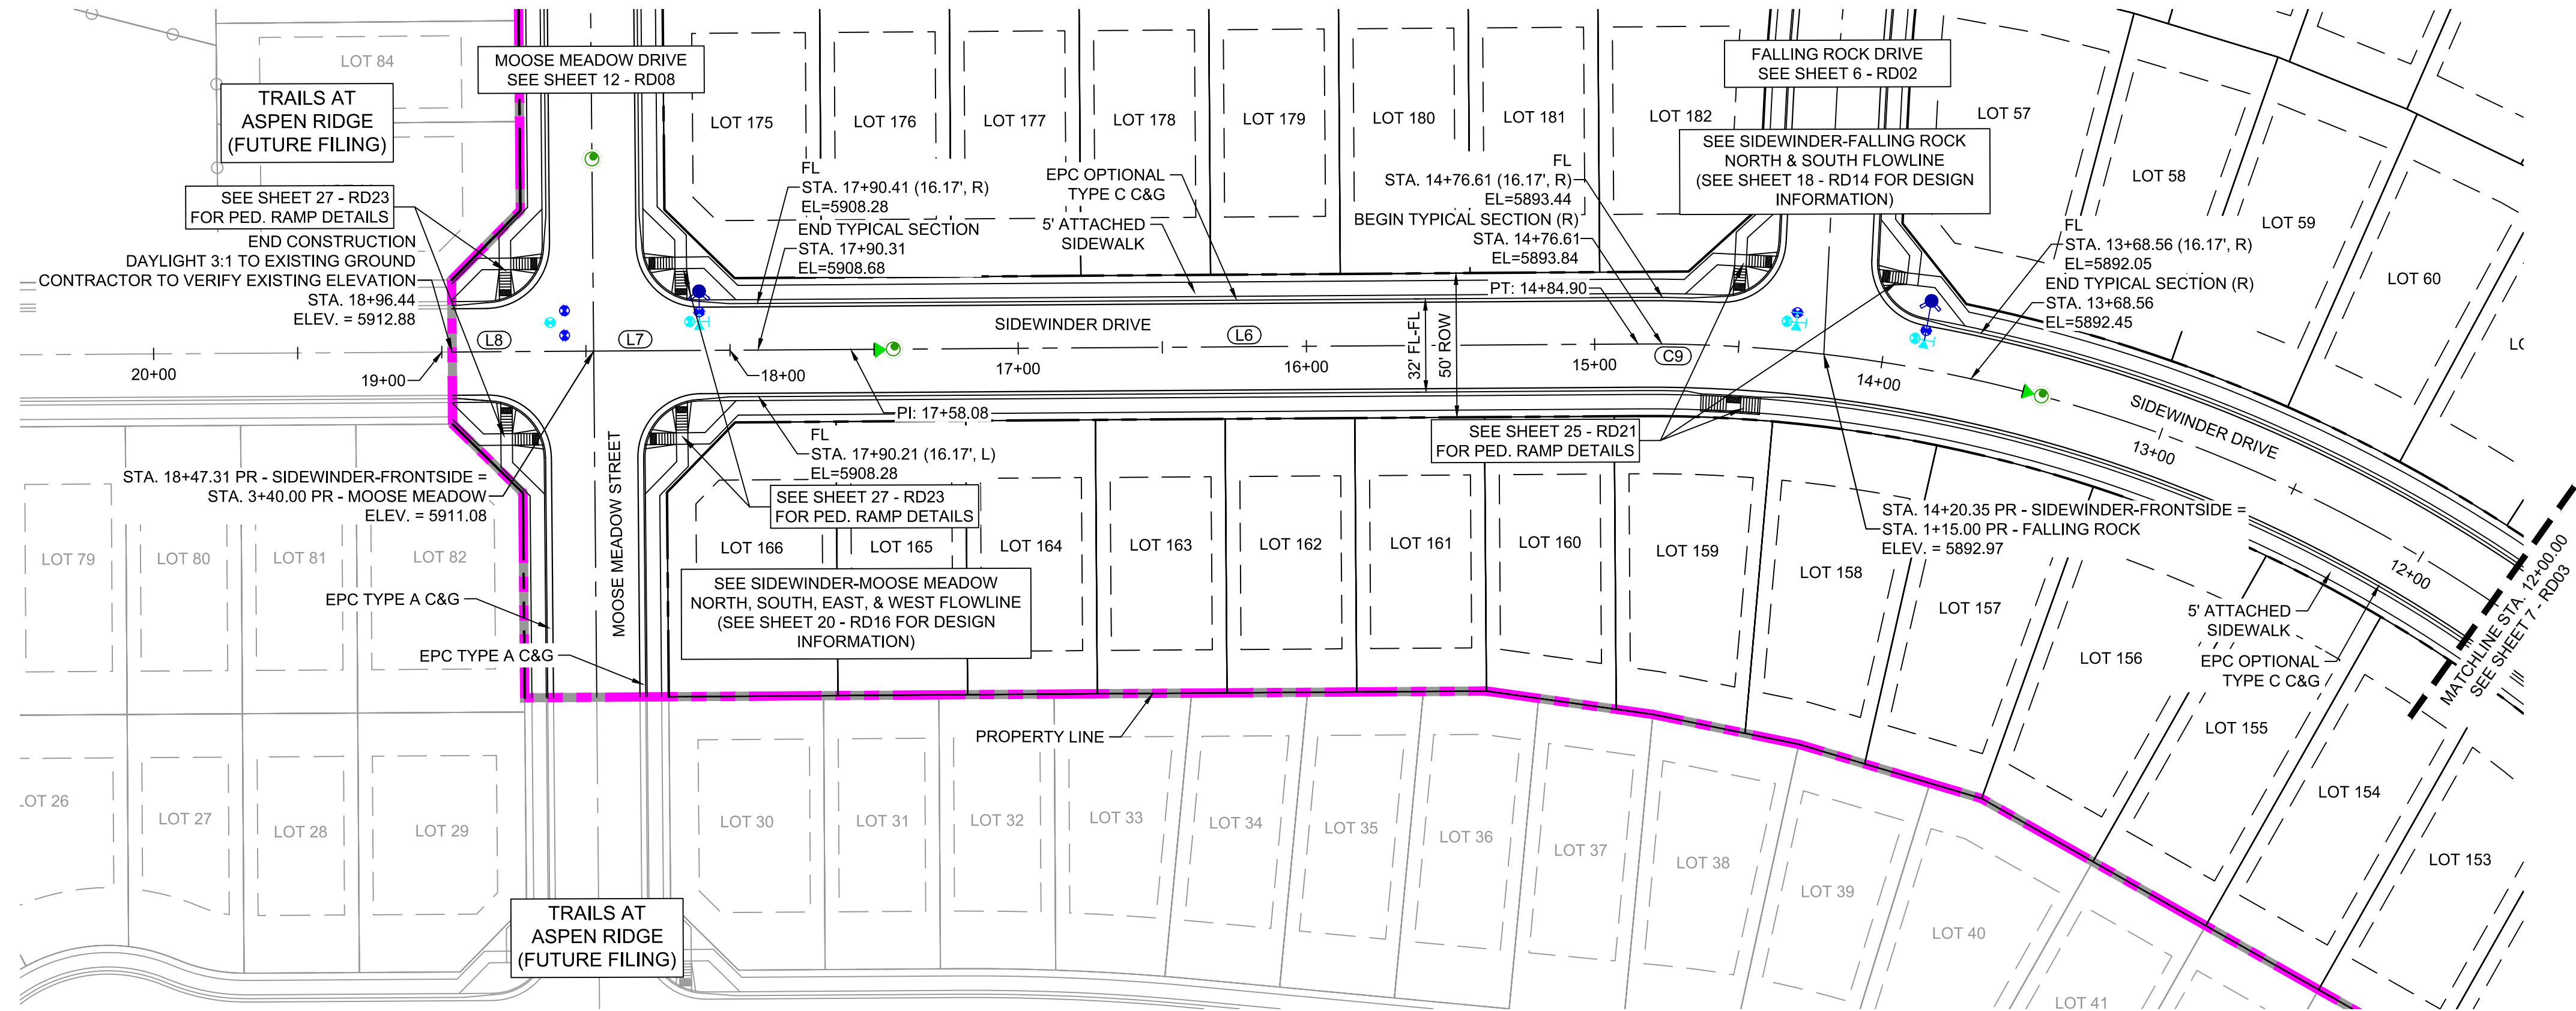 LOT 84
TRAILS AT
ASPEN RIDGE
(FUTURE FILING)
MOOSE MEADOW DRIVE
SEE SHEET 12 - RD08
LOT 175
LOT 176
LOT 177
LOT 178
LOT 179
LOT 180
LOT 181
LOT 182
FALLING ROCK DRIVE
SEE SHEET 6 - RD02
LOT 57
LOT 58
LOT 59
LOT 60
SEE SIDEWINDER-FALLING ROCK
NORTH & SOUTH FLOWLINE
(SEE SHEET 18 - RD14 FOR DESIGN
INFORMATION)
SEE SHEET 27 - RD23
FOR PED. RAMP DETAILS
END CONSTRUCTION
DAYLIGHT 3:1 TO EXISTING GROUND
CONTRACTOR TO VERIFY EXISTING ELEVATION
STA. 18+96.44
ELEV. = 5912.88
FL
STA. 17+90.41 (16.17', R)
EL=5908.28
END TYPICAL SECTION
STA. 17+90.31
EL=5908.68
EPC OPTIONAL
TYPE C C&G
5' ATTACHED
SIDEWALK
FL
STA. 14+76.61 (16.17', R)
EL=5893.44
BEGIN TYPICAL SECTION (R)
STA. 14+76.61
EL=5893.84
PT: 14+84.90
FL
STA. 13+68.56 (16.17', R)
EL=5892.05
END TYPICAL SECTION (R)
STA. 13+68.56
EL=5892.45
SIDEWINDER DRIVE
L8
L7
L6
C9
32' FL-FL
50' ROW
20+00
19+00
18+00
17+00
16+00
15+00
14+00
13+00
12+00
SIDEWINDER DRIVE
PI: 17+58.08
FL
STA. 17+90.21 (16.17', L)
EL=5908.28
SEE SHEET 25 - RD21
FOR PED. RAMP DETAILS
STA. 18+47.31 PR - SIDEWINDER-FRONTSIDE =
STA. 3+40.00 PR - MOOSE MEADOW
ELEV. = 5911.08
MOOSE MEADOW STREET
SEE SHEET 27 - RD23
FOR PED. RAMP DETAILS
STA. 14+20.35 PR - SIDEWINDER-FRONTSIDE =
STA. 1+15.00 PR - FALLING ROCK
ELEV. = 5892.97
LOT 79
LOT 80
LOT 81
LOT 82
LOT 166
LOT 165
LOT 164
LOT 163
LOT 162
LOT 161
LOT 160
LOT 159
LOT 158
LOT 157
LOT 156
LOT 155
LOT 154
LOT 153
SEE SIDEWINDER-MOOSE MEADOW
NORTH, SOUTH, EAST, & WEST FLOWLINE
(SEE SHEET 20 - RD16 FOR DESIGN
INFORMATION)
EPC TYPE A C&G
EPC TYPE A C&G
5' ATTACHED
SIDEWALK
EPC OPTIONAL
TYPE C C&G
MATCHLINE STA. 12+00.00
SEE SHEET 7 - RD03
PROPERTY LINE
LOT 26
LOT 27
LOT 28
LOT 29
LOT 30
LOT 31
LOT 32
LOT 33
LOT 34
LOT 35
LOT 36
LOT 37
LOT 38
LOT 39
LOT 40
LOT 41
TRAILS AT
ASPEN RIDGE
(FUTURE FILING)